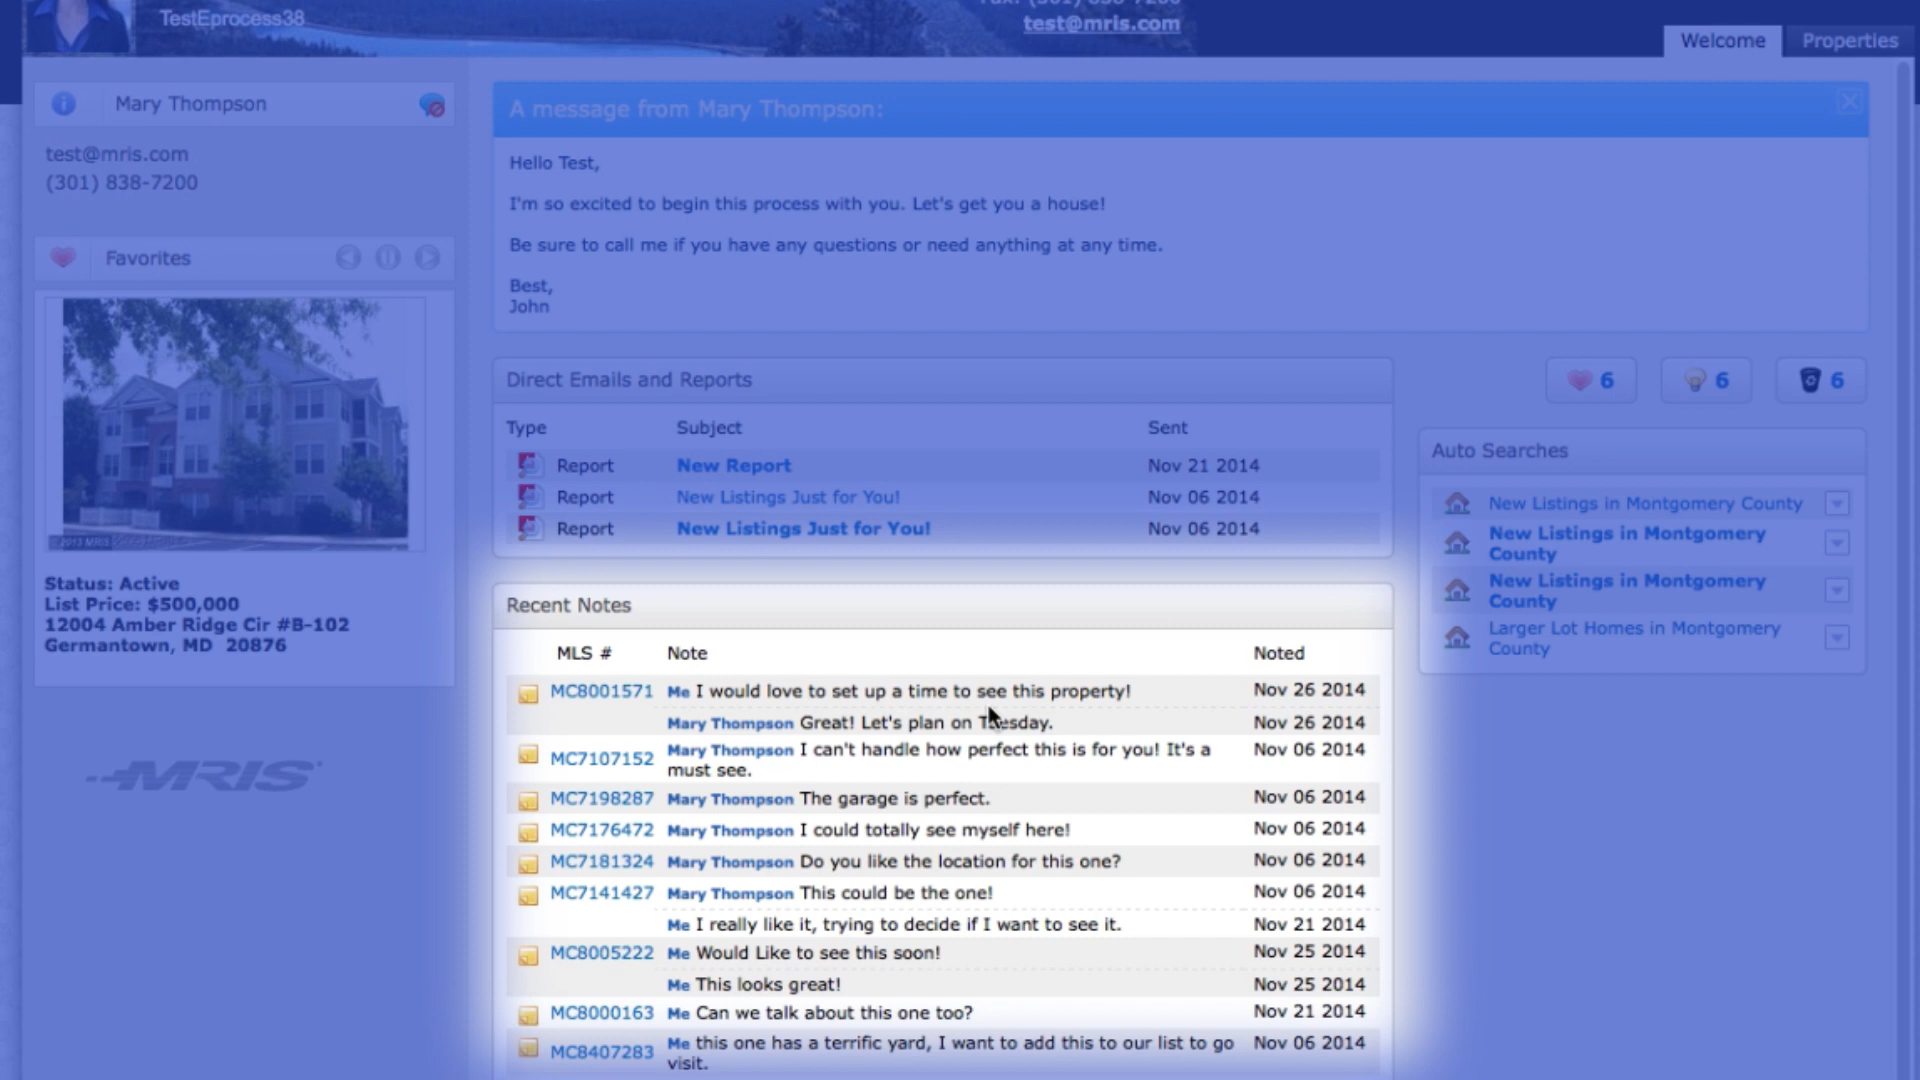 TestEprocess38
test@mris.com
Welcome
Properties
Mary Thompson
test@mris.com
(301) 838-7200
Favorites
Status: Active
List Price: $500,000
12004 Amber Ridge Cir #B-102
Germantown, MD 20876
MRIS
A message from Mary Thompson:
Hello Test,
I'm so excited to begin this process with you. Let's get you a house!
Be sure to call me if you have any questions or need anything at any time.
Best,
John
Direct Emails and Reports
Type Subject Sent
Report New Report Nov 21 2014
Report New Listings Just for You! Nov 06 2014
Report New Listings Just for You! Nov 06 2014
6 6 6
Auto Searches
New Listings in Montgomery County
New Listings in Montgomery
County
New Listings in Montgomery
County
Larger Lot Homes in Montgomery
County
Recent Notes
MLS # Note Noted
MC8001571 Me I would love to set up a time to see this property! Nov 26 2014
Mary Thompson Great! Let's plan on Tuesday. Nov 26 2014
MC7107152 Mary Thompson I can't handle how perfect this is for you! It's a Nov 06 2014
must see.
MC7198287 Mary Thompson The garage is perfect. Nov 06 2014
MC7176472 Mary Thompson I could totally see myself here! Nov 06 2014
MC7181324 Mary Thompson Do you like the location for this one? Nov 06 2014
MC7141427 Mary Thompson This could be the one! Nov 06 2014
Me I really like it, trying to decide if I want to see it. Nov 21 2014
MC8005222 Me Would Like to see this soon! Nov 25 2014
Me This looks great! Nov 25 2014
MC8000163 Me Can we talk about this one too? Nov 21 2014
MC8407283 Me this one has a terrific yard, I want to add this to our list to go Nov 06 2014
visit.